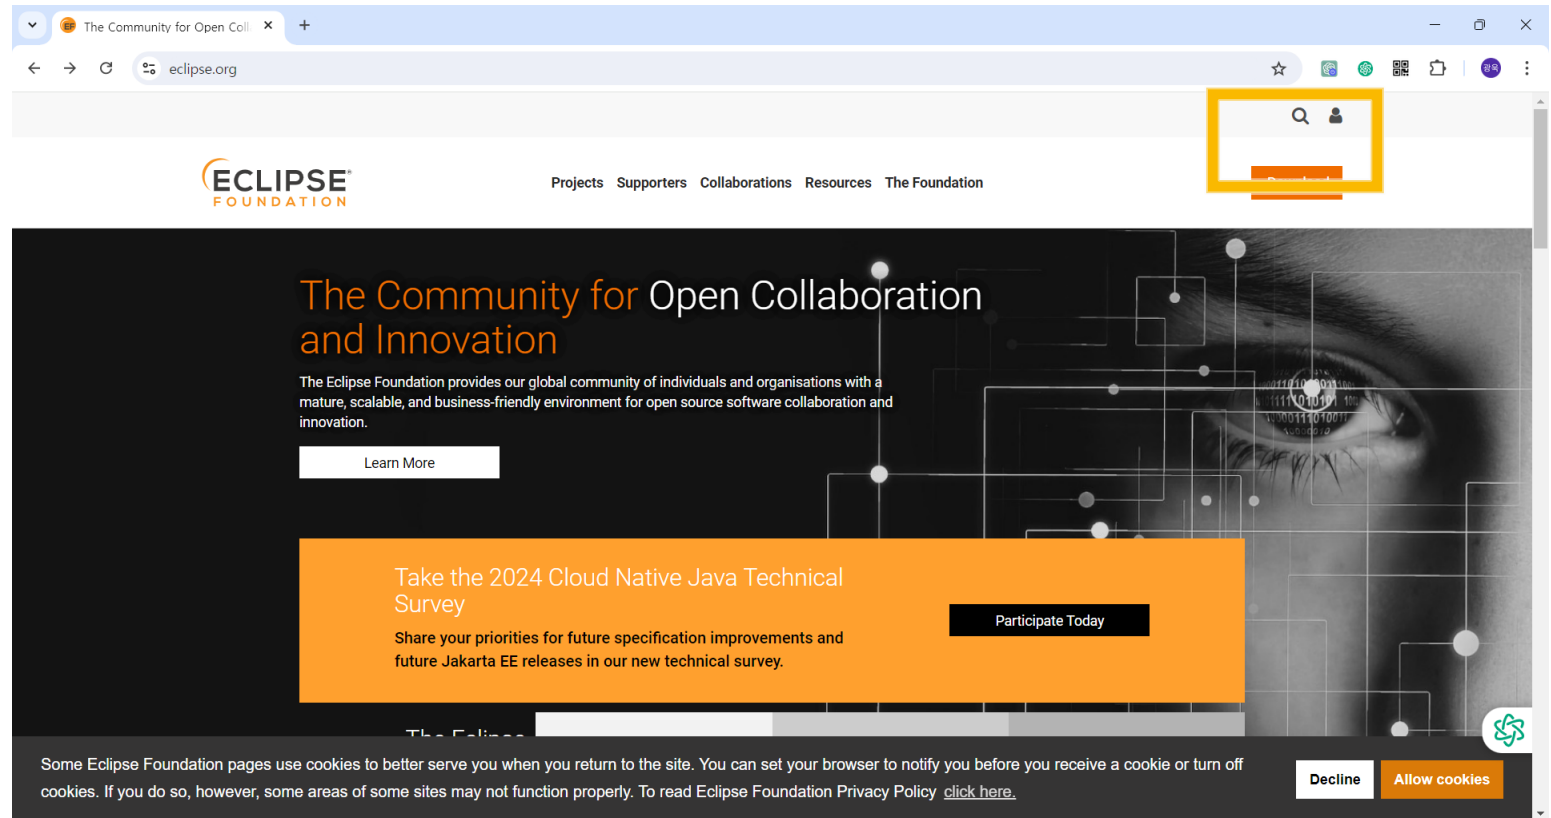 The Community for Open Coll
eclipse.org
광옥
ECLIPSE
FOUNDATION
Projects Supporters Collaborations Resources The Foundation
The Community for Open Collaboration
and Innovation
The Eclipse Foundation provides our global community of individuals and organisations with a
mature, scalable, and business-friendly environment for open source software collaboration and
innovation.
Learn More
Take the 2024 Cloud Native Java Technical
Survey
Share your priorities for future specification improvements and
future Jakarta EE releases in our new technical survey.
Participate Today
The Eclipse
Some Eclipse Foundation pages use cookies to better serve you when you return to the site. You can set your browser to notify you before you receive a cookie or turn off
cookies. If you do so, however, some areas of some sites may not function properly. To read Eclipse Foundation Privacy Policy click here.
Decline
Allow cookies